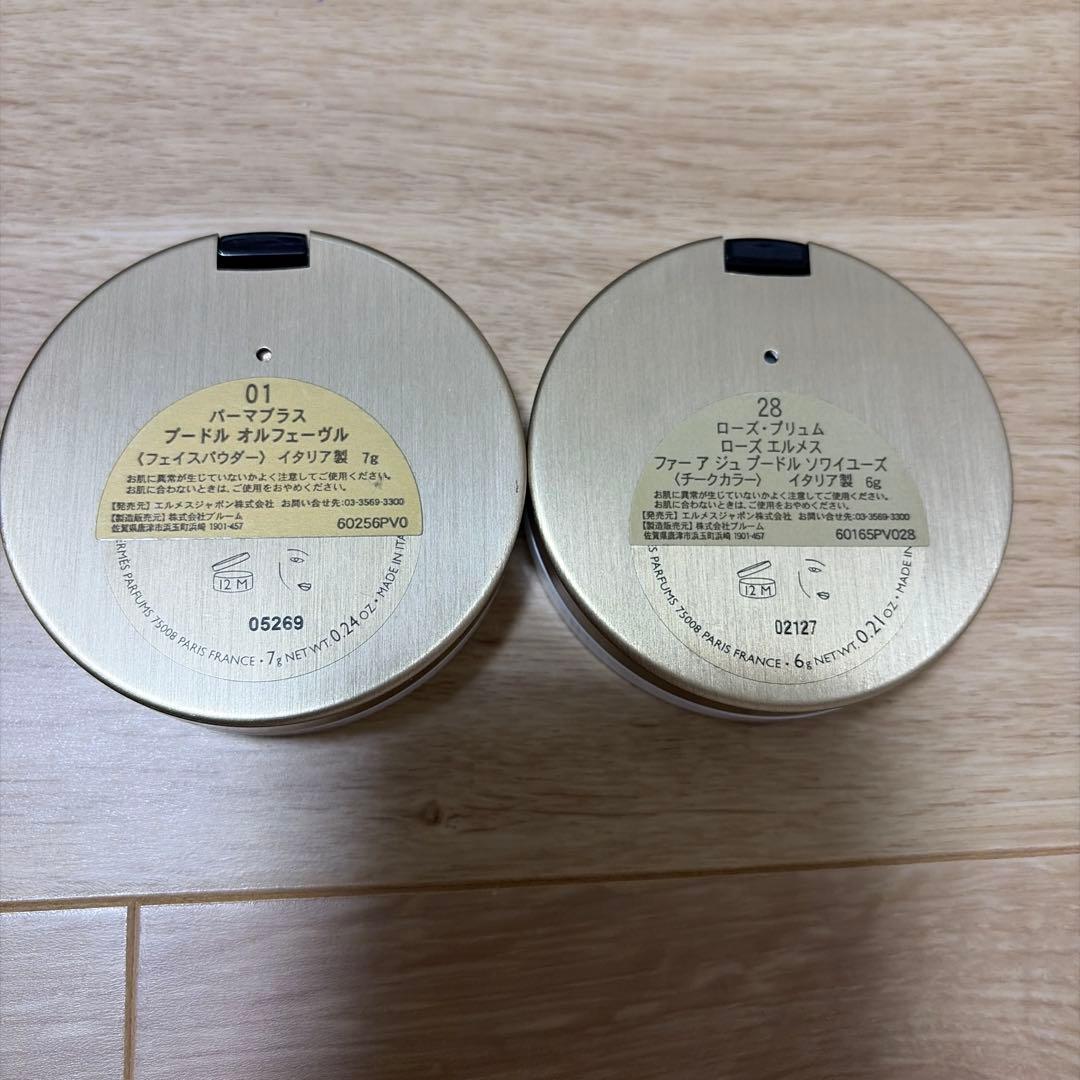 01
パーマブラス
プードル オルフェーヴル
〈フェイスパウダー〉 イタリア製 7g
お肌に異常が生じていないかよく注意してご使用ください。
お肌に合わないときは、ご使用をおやめください。
【発売元】エルメスジャポン株式会社 お問い合せ先:03-3569-3300
【製造販売元】株式会社ブルーム
佐賀県唐津市浜玉町浜崎 1901-457
60256PV0
12 M
05269
ERMÈS PARFUMS 75008 PARIS FRANCE • 7g NET WT. 0.24 OZ • MADE IN ITA
28
ローズ・プリュム
ローズ エルメス
ファー ア ジュ プードル ソワイユーズ
〈チークカラー〉 イタリア製 6g
お肌に異常が生じていないかよく注意してご使用ください。
お肌に合わないときは、ご使用をおやめください。
【発売元】エルメスジャポン株式会社 お問い合せ先:03-3569-3300
【製造販売元】株式会社ブルーム
佐賀県唐津市浜玉町浜崎 1901-457
60165PV028
12 M
02127
PARFUMS 75008 PARIS FRANCE • 6g NET WT. 0.21 OZ • MADE IN